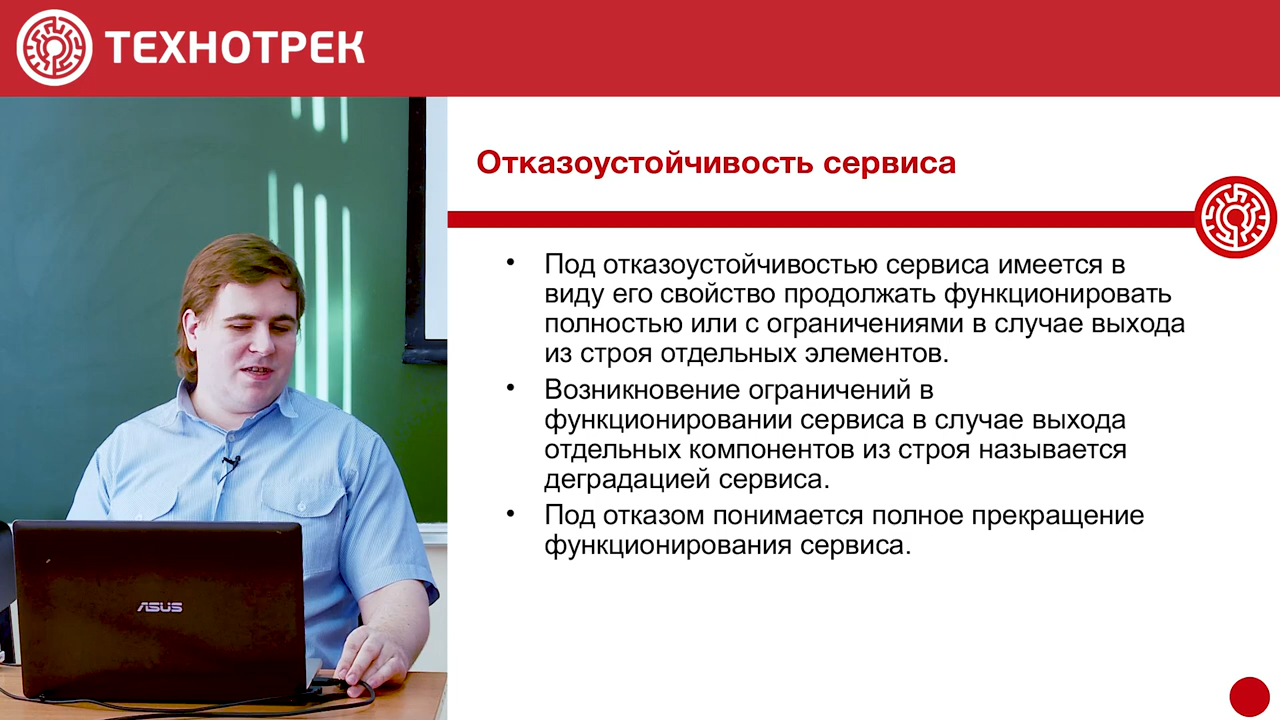 ТЕХНОТРЕК
Отказоустойчивость сервиса
• Под отказоустойчивостью сервиса имеется в
виду его свойство продолжать функционировать
полностью или с ограничениями в случае выхода
из строя отдельных элементов.
• Возникновение ограничений в
функционировании сервиса в случае выхода
отдельных компонентов из строя называется
деградацией сервиса.
• Под отказом понимается полное прекращение
функционирования сервиса.
ASUS